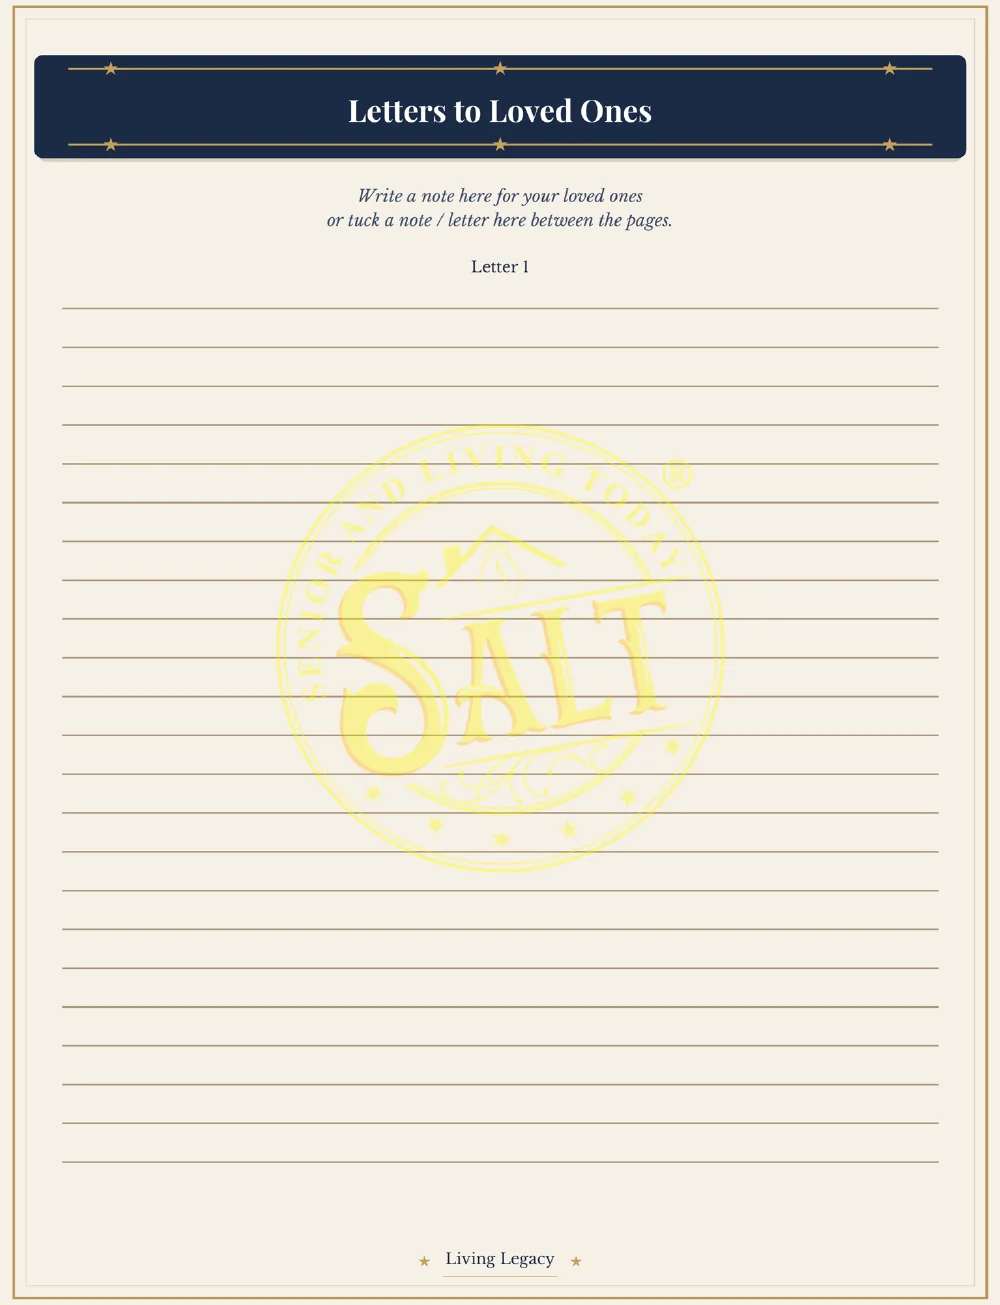 Letters to Loved Ones
Write a note here for your loved ones
or tuck a note / letter here between the pages.
Letter 1
SENIOR AND LIVING TODAY ®
SALT
Living Legacy